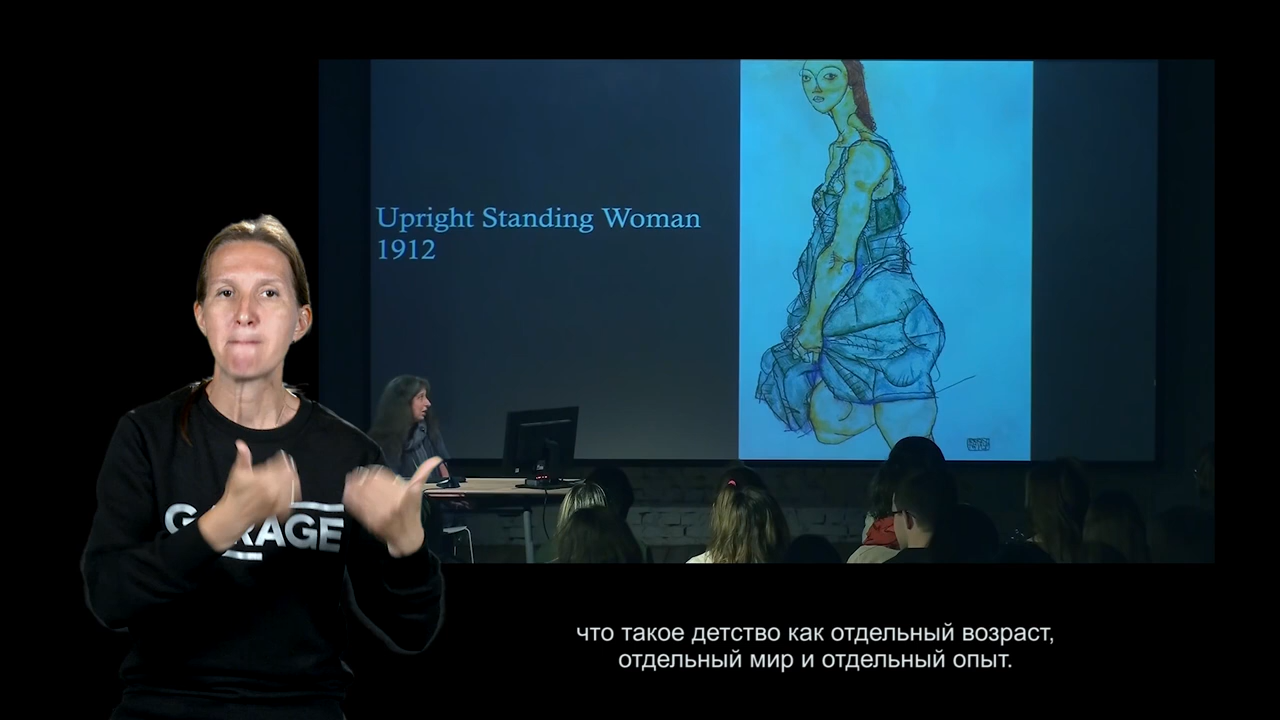 Upright Standing Woman
1912
GARAGE
что такое детство как отдельный возраст,
отдельный мир и отдельный опыт.